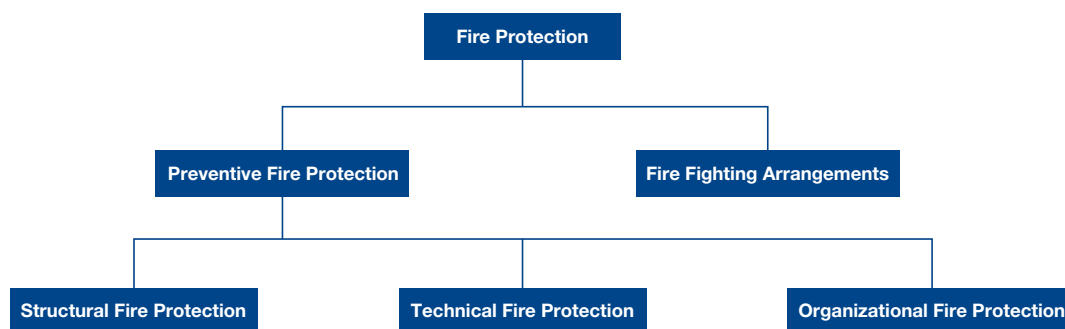 Fire Protection
Preventive Fire Protection
Fire Fighting Arrangements
Structural Fire Protection
Technical Fire Protection
Organizational Fire Protection